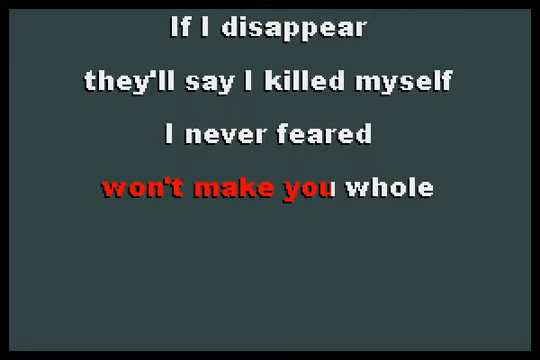 If I disappear
they'll say I killed myself
I never feared
won't make you whole